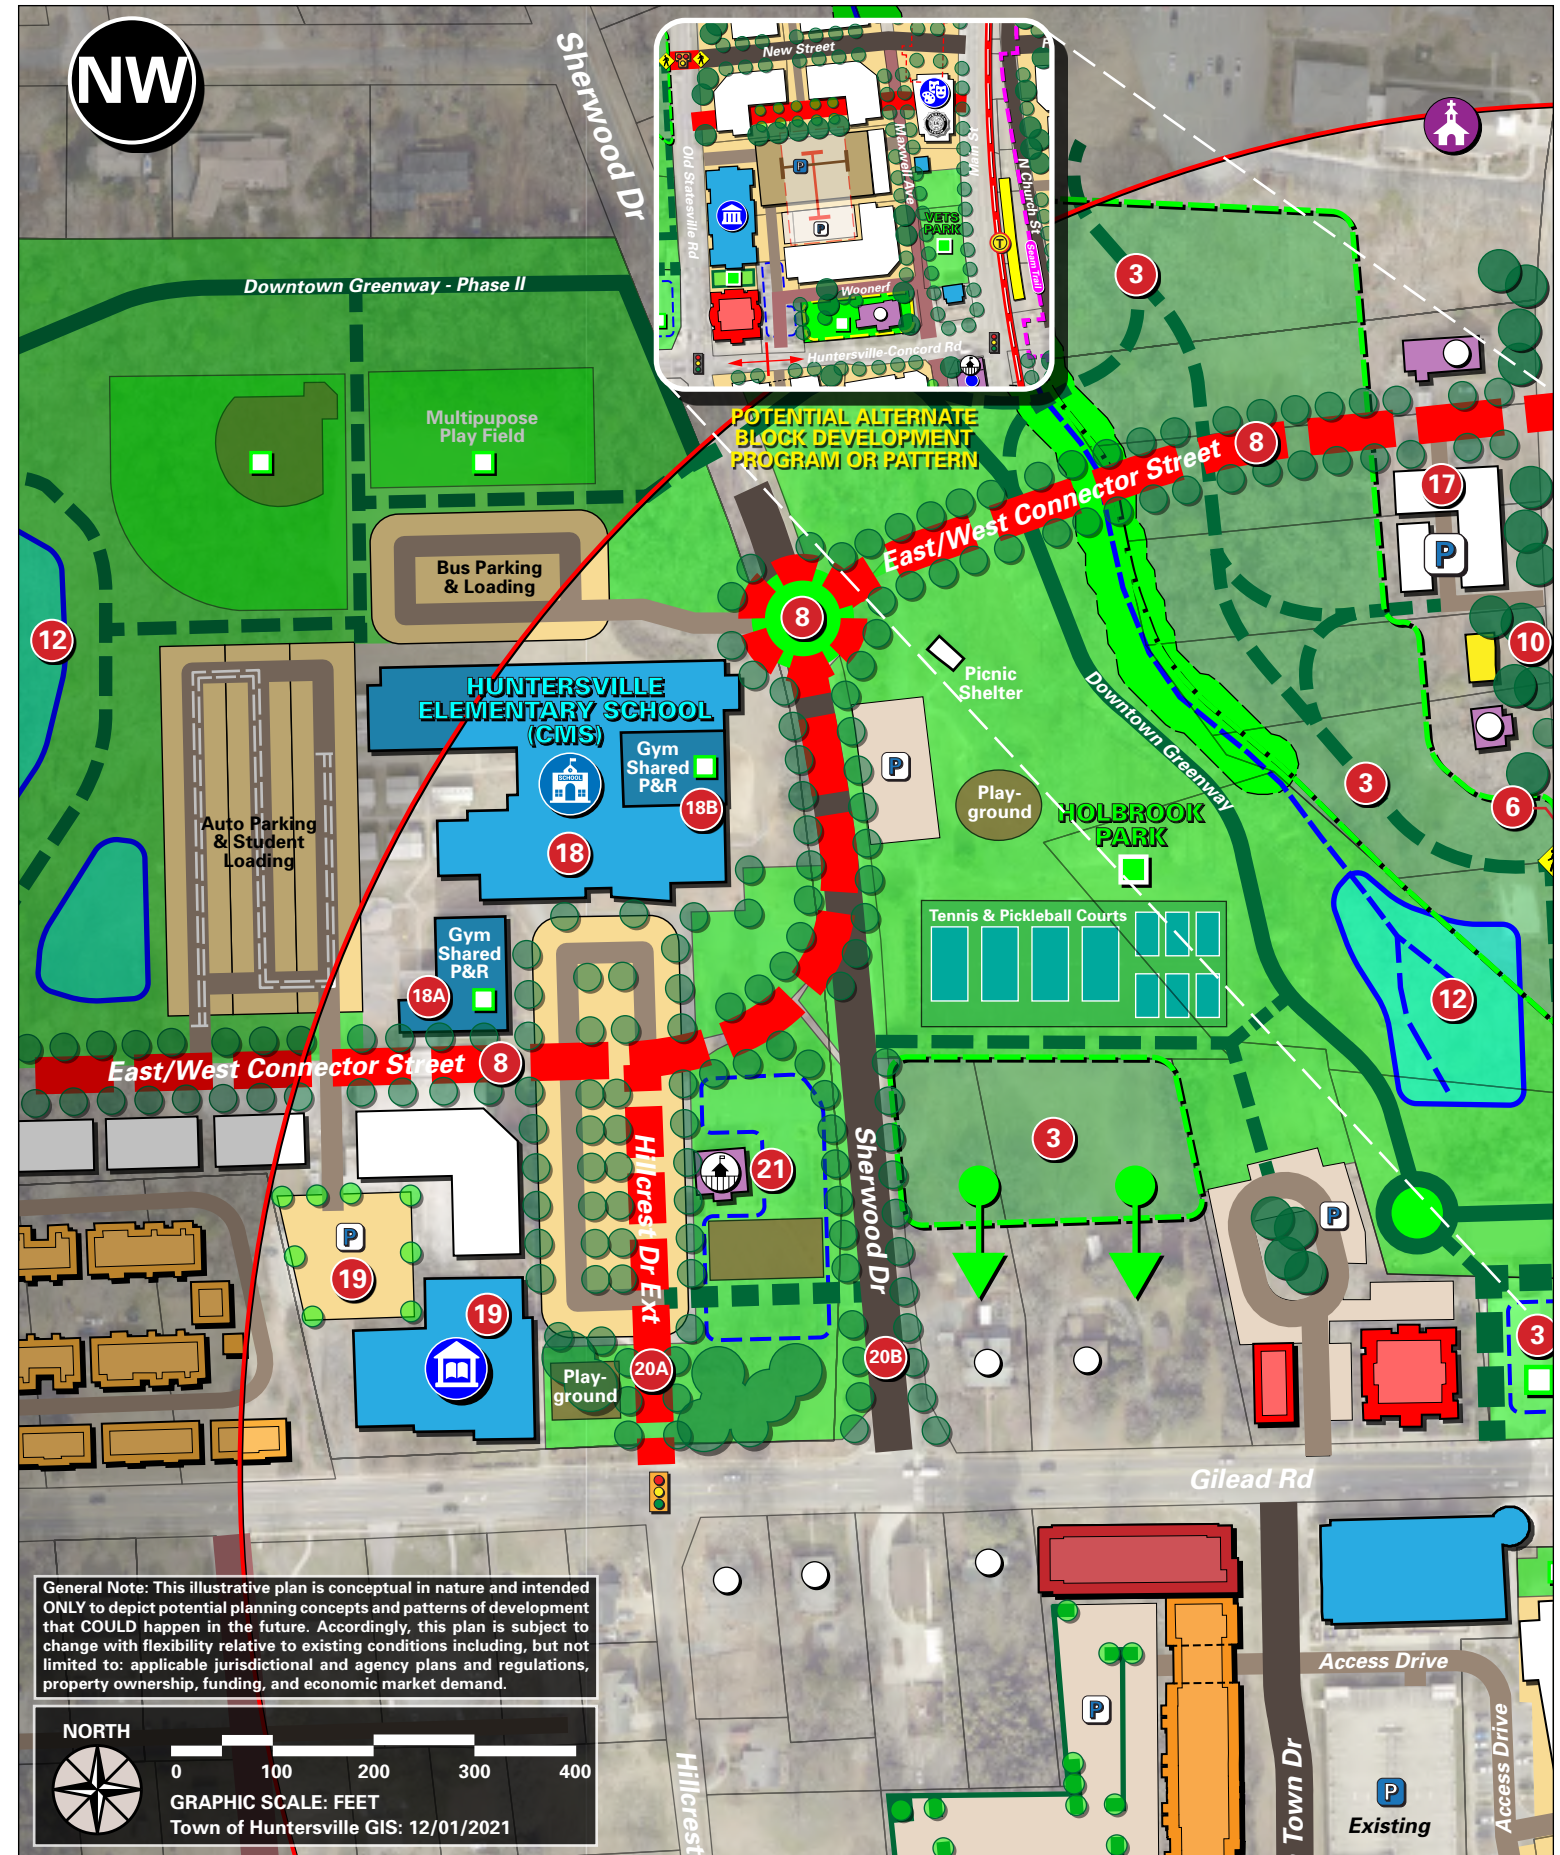 NW
Sherwood Dr
New Street
Old Statesville Rd
Maxwell Ave
Main St
N Church St
P
P
VETS
PARK
T
Seam Trail
Woonerf
Huntersville-Concord Rd
POTENTIAL ALTERNATE
BLOCK DEVELOPMENT
PROGRAM OR PATTERN
3
Downtown Greenway - Phase II
Multipupose
Play Field
8
East/West Connector Street
17
P
Bus Parking
& Loading
8
12
10
Picnic
Shelter
HUNTERSVILLE
ELEMENTARY SCHOOL
(CMS)
SCHOOL
Gym
Shared
P&R
18B
18
P
Play-
ground
Downtown Greenway
HOLBROOK
PARK
3
6
Auto Parking
& Student
Loading
Gym
Shared
P&R
18A
Tennis & Pickleball Courts
12
East/West Connector Street
8
Hillcrest Dr Ext
21
Sherwood Dr
3
P
P
19
19
20A
20B
3
Play-
ground
Gilead Rd
General Note: This illustrative plan is conceptual in nature and intended
ONLY to depict potential planning concepts and patterns of development
that COULD happen in the future. Accordingly, this plan is subject to
change with flexibility relative to existing conditions including, but not
limited to: applicable jurisdictional and agency plans and regulations,
property ownership, funding, and economic market demand.
NORTH
0 100 200 300 400
GRAPHIC SCALE: FEET
Town of Huntersville GIS: 12/01/2021
Hillcrest
P
Town Dr
Access Drive
Access Drive
P
Existing